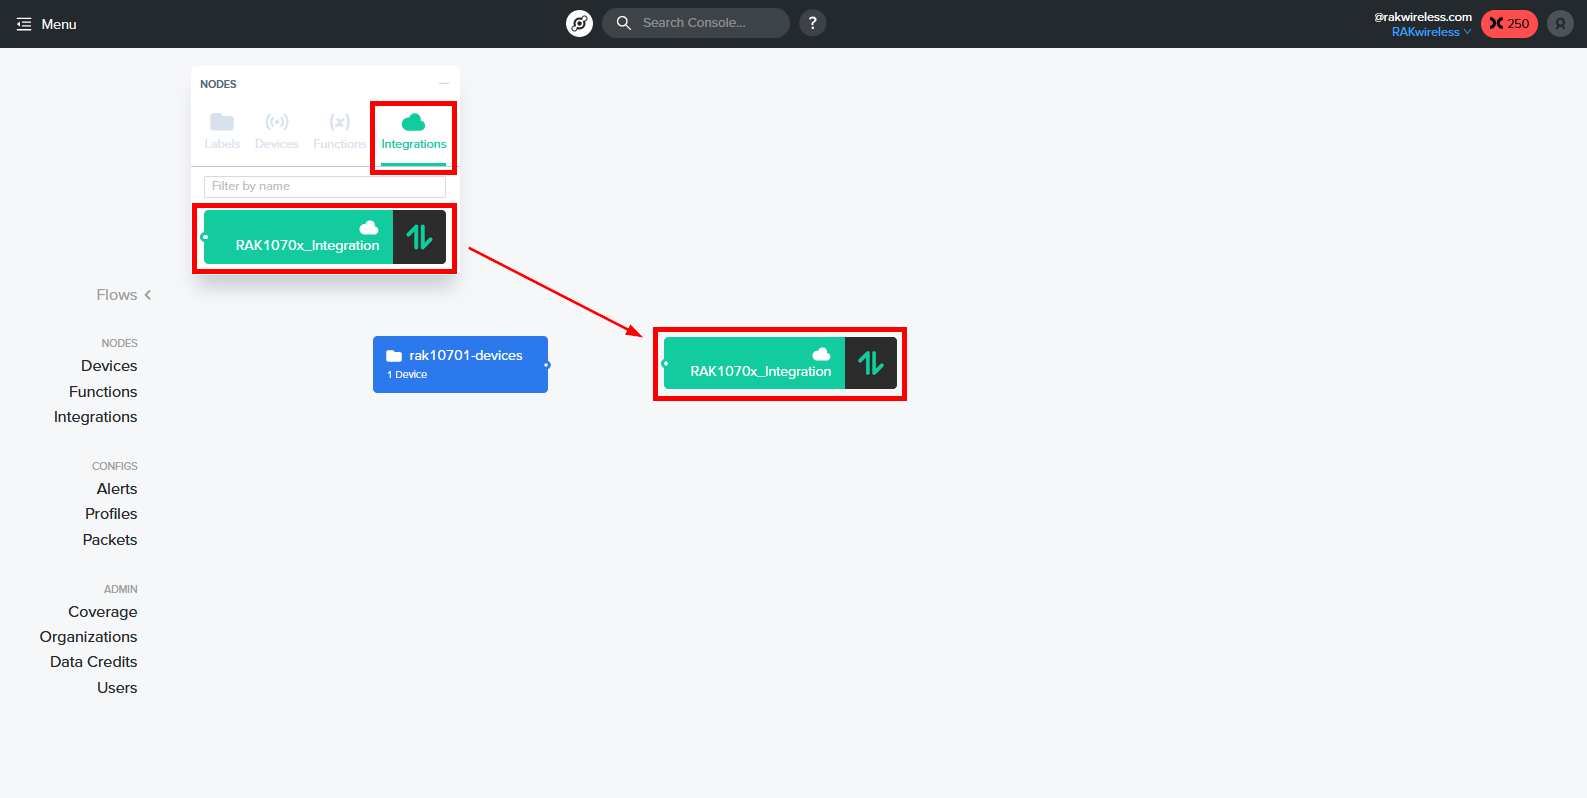 Menu
Search Console...
?
@rakwireless.com
RAKwireless
250
NODES
Labels
Devices
Functions
Integrations
Filter by name
RAK1070x_Integration
Flows
rak10701-devices
1 Device
RAK1070x_Integration
NODES
Devices
Functions
Integrations
CONFIGS
Alerts
Profiles
Packets
ADMIN
Coverage
Organizations
Data Credits
Users